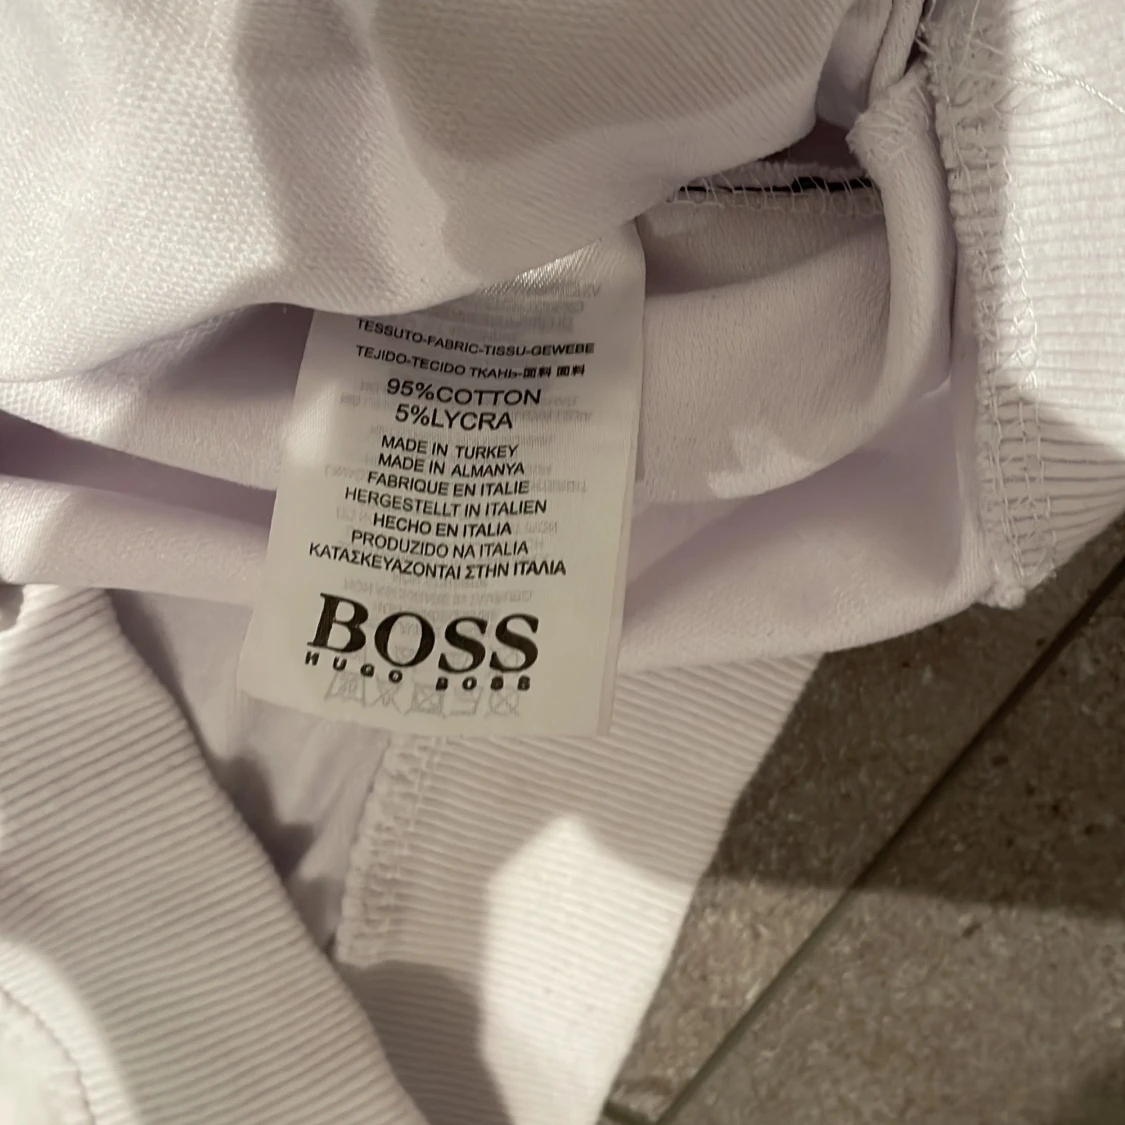 TESSUTO-FABRIC-TISSU-GEWEBE
TEJIDO-TECIDO ТКАНЬ-面料 面料
95%COTTON
5%LYCRA
MADE IN TURKEY
MADE IN ALMANYA
FABRIQUE EN ITALIE
HERGESTELLT IN ITALIEN
HECHO EN ITALIA
PRODUZIDO NA ITALIA
ΚΑΤΑΣΚΕΥΑΖΟΝΤΑΙ ΣΤΗΝ ΙΤΑΛΙΑ
BOSS
HUGO BOSS